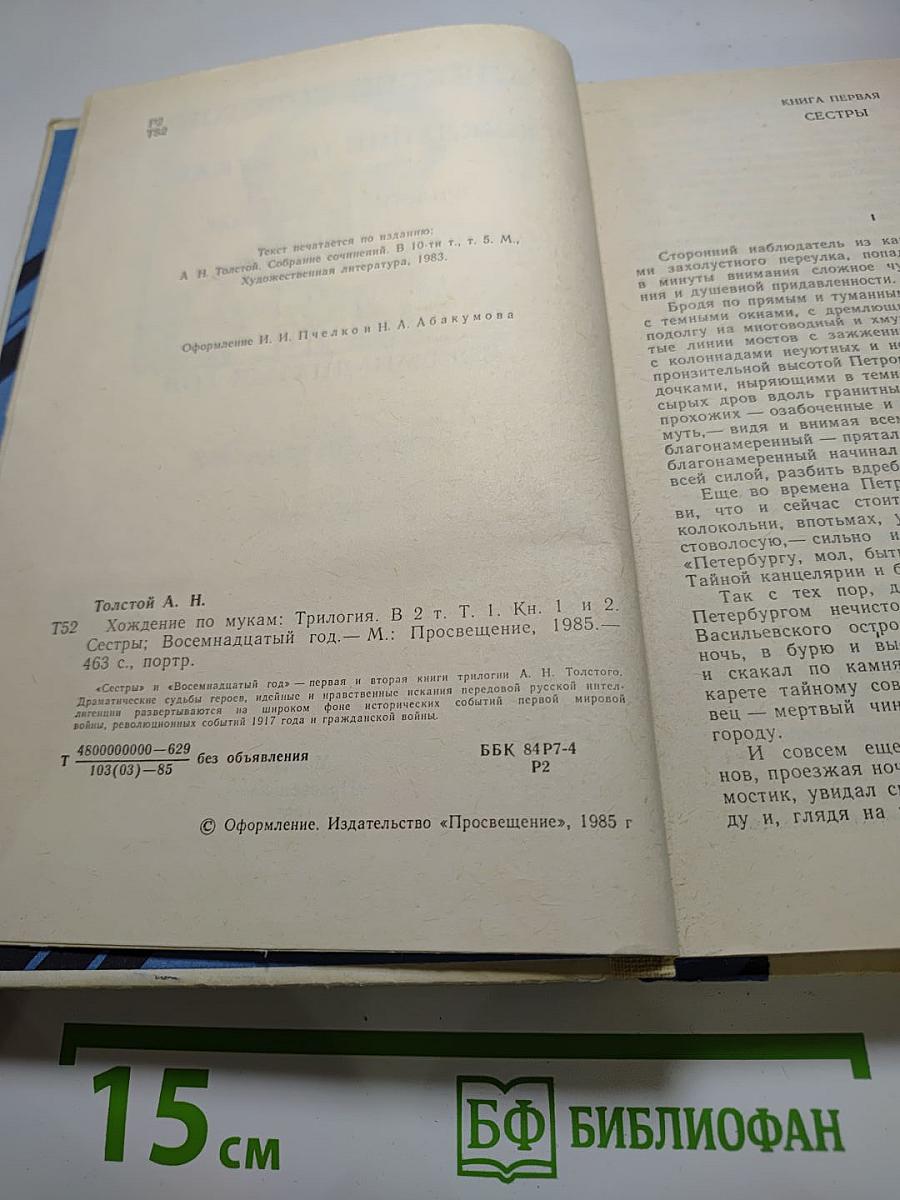 Р2
Т52
Текст печатается по изданию:
А. Н. Толстой. Собрание сочинений. В 10-ти т., т. 5. М.,
Художественная литература, 1983.
Оформление И. И. Пчелко и Н. А. Абакумова
Толстой А. Н.
Т52 Хождение по мукам: Трилогия. В 2 т. Т. 1. Кн. 1 и 2.
Сестры; Восемнадцатый год.— М.: Просвещение, 1985.—
463 с., портр.
«Сестры» и «Восемнадцатый год» — первая и вторая книги трилогии А. Н. Толстого.
Драматические судьбы героев, идейные и нравственные искания передовой русской интел-
лигенции развертываются на широком фоне исторических событий первой мировой
войны, революционных событий 1917 года и гражданской войны.
Т 4800000000—629 без объявления
103(03)—85
ББК 84Р7-4
Р2
© Оформление. Издательство «Просвещение», 1985 г
КНИГА ПЕРВАЯ
СЕСТРЫ
1
Сторонний наблюдатель из ка
ми захолустного переулка, попад
в минуты внимания сложное чу
ния и душевной придавленности.
Бродя по прямым и туманны
с темными окнами, с дремлющ
подолгу на многоводный и хму
тые линии мостов с зажженн
с колоннадами неуютных и н
пронзительной высотой Петро
дочками, ныряющими в темн
сырых дров вдоль гранитны
прохожих — озабоченные и
муть,— видя и внимая всем
благонамеренный — прятал
благонамеренный начинал
всей силой, разбить вдреб
Еще во времена Петр
ви, что и сейчас стоит
колокольни, впотьмах, у
стоволосую,— сильно и
«Петербургу, мол, быт
Тайной канцелярии и б
Так с тех пор, д
Петербургом нечисто
Васильевского остро
ночь, в бурю и вы
и скакал по камня
карете тайному сов
вец — мертвый чин
городу.
И совсем еще
нов, проезжая ноч
мостик, увидал с
ду и, глядя на
15 см
БФ БИБЛИОФАН